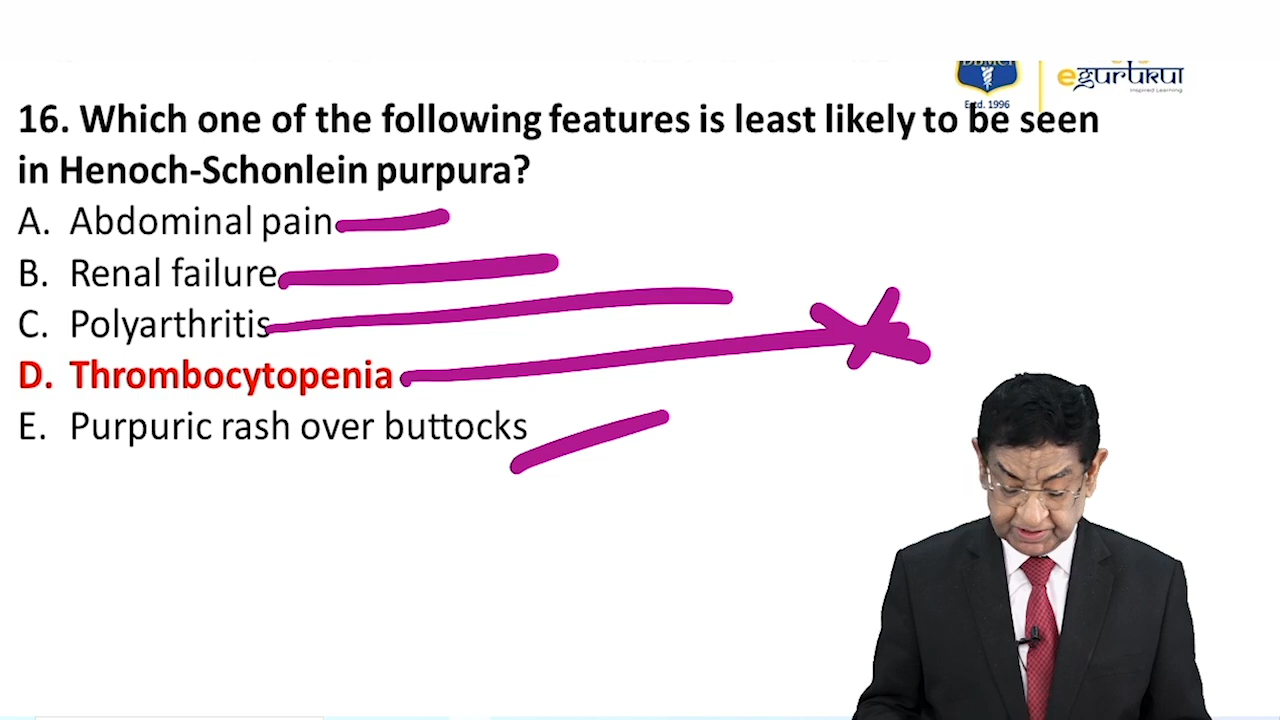 DBMCI
Estd. 1996
eGurukul
Inspired Learning
16. Which one of the following features is least likely to be seen
in Henoch-Schonlein purpura?
A. Abdominal pain
B. Renal failure
C. Polyarthritis
D. Thrombocytopenia
E. Purpuric rash over buttocks